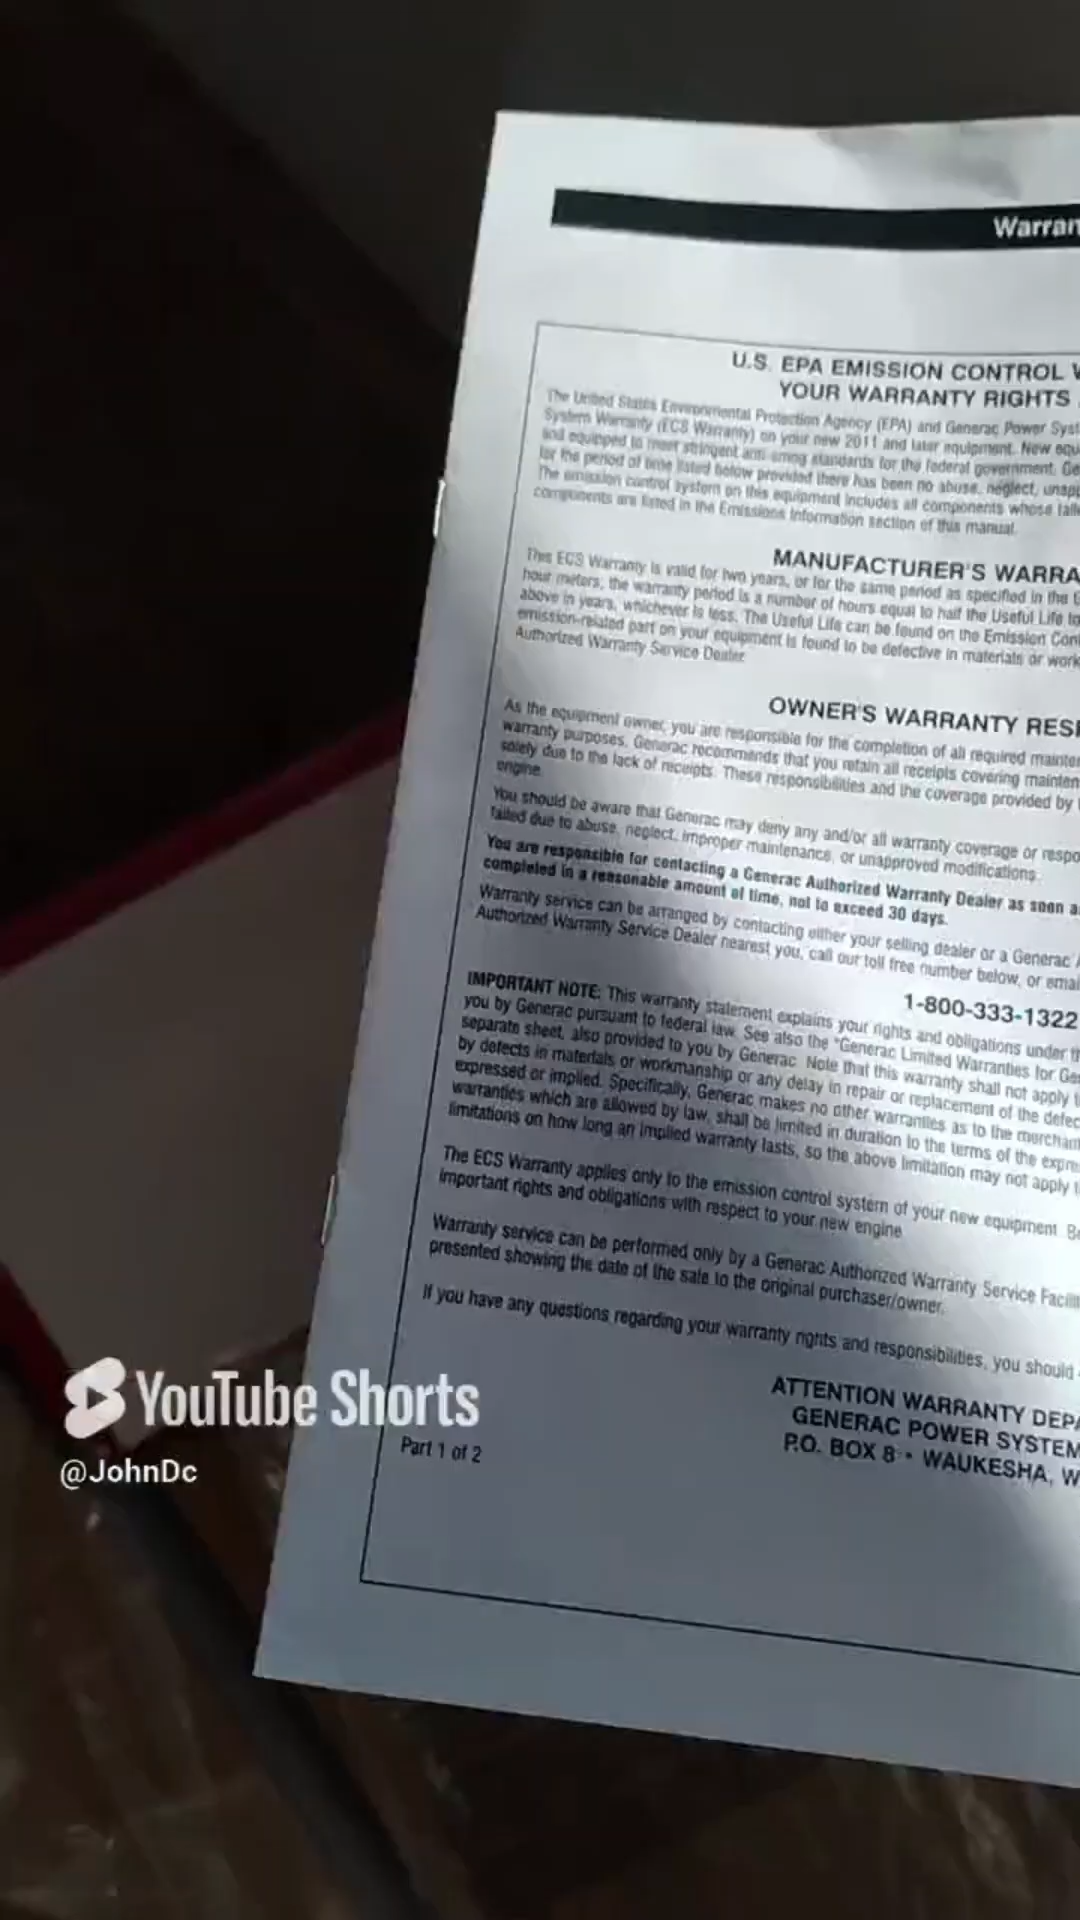 Warran
U.S. EPA EMISSION CONTROL W
YOUR WARRANTY RIGHTS
The United States Environmental Protection Agency (EPA) and Generac Power Syst
System Warranty (ECS Warranty) on your new 2011 and later equipment. New equ
and equipped to meet stringent anti-smog standards for the federal government. Ge
for the period of time listed below provided there has been no abuse, neglect, unapp
The emission control system on this equipment includes all components whose failu
components are listed in the Emissions Information section of this manual.
MANUFACTURER'S WARRA
This ECS Warranty is valid for two years, or for the same period as specified in the G
hour meters, the warranty period is a number of hours equal to half the Useful Life to
above in years, whichever is less. The Useful Life can be found on the Emission Cont
emission-related part on your equipment is found to be defective in materials or work
Authorized Warranty Service Dealer.
OWNER'S WARRANTY RESP
As the equipment owner, you are responsible for the completion of all required mainten
warranty purposes, Generac recommends that you retain all receipts covering mainten
solely due to the lack of receipts. These responsibilities and the coverage provided by
engine.
You should be aware that Generac may deny any and/or all warranty coverage or respo
failed due to abuse, neglect, improper maintenance, or unapproved modifications.
You are responsible for contacting a Generac Authorized Warranty Dealer as soon a
completed in a reasonable amount of time, not to exceed 30 days.
Warranty service can be arranged by contacting either your selling dealer or a Generac A
Authorized Warranty Service Dealer nearest you, call our toll free number below, or email
1-800-333-1322
IMPORTANT NOTE: This warranty statement explains your rights and obligations under th
you by Generac pursuant to federal law. See also the "Generac Limited Warranties for Ge
separate sheet, also provided to you by Generac. Note that this warranty shall not apply t
by defects in materials or workmanship or any delay in repair or replacement of the defec
expressed or implied. Specifically, Generac makes no other warranties as to the merchant
warranties which are allowed by law, shall be limited in duration to the terms of the expre
limitations on how long an implied warranty lasts, so the above limitation may not apply t
The ECS Warranty applies only to the emission control system of your new equipment. Bo
important rights and obligations with respect to your new engine.
Warranty service can be performed only by a Generac Authorized Warranty Service Facilit
presented showing the date of the sale to the original purchaser/owner.
If you have any questions regarding your warranty rights and responsibilities, you should
ATTENTION WARRANTY DEPA
GENERAC POWER SYSTEM
P.O. BOX 8 • WAUKESHA, W
Part 1 of 2
YouTube Shorts
@JohnDc